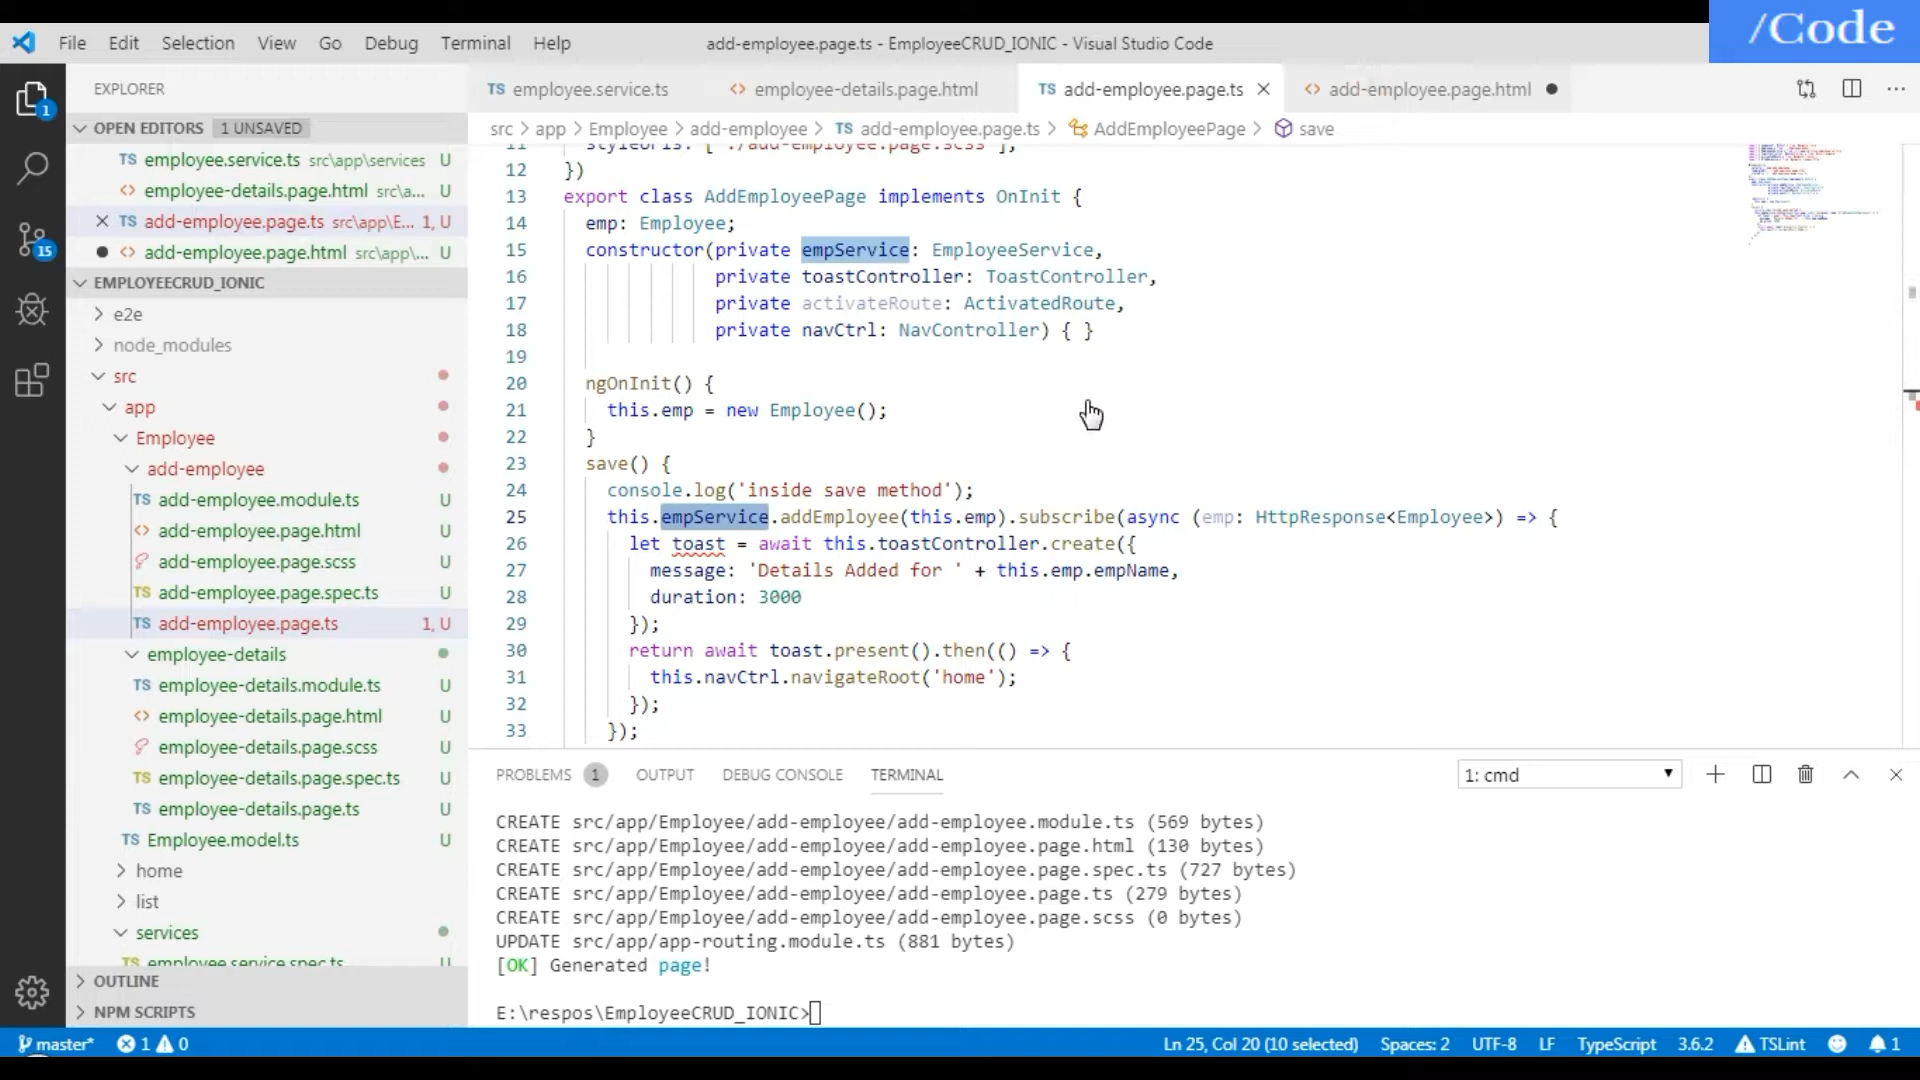 /Code
File Edit Selection View Go Debug Terminal Help
add-employee.page.ts - EmployeeCRUD_IONIC - Visual Studio Code
EXPLORER
OPEN EDITORS 1 UNSAVED
TS employee.service.ts src\app\services U
<> employee-details.page.html src\a... U
TS add-employee.page.ts src\app\E... 1, U
<> add-employee.page.html src\app\... U
EMPLOYEECRUD_IONIC
e2e
node_modules
src
app
Employee
add-employee
TS add-employee.module.ts U
<> add-employee.page.html U
add-employee.page.scss U
TS add-employee.page.spec.ts U
TS add-employee.page.ts 1, U
employee-details
TS employee-details.module.ts U
<> employee-details.page.html U
employee-details.page.scss U
TS employee-details.page.spec.ts U
TS employee-details.page.ts U
TS Employee.model.ts U
home
list
services
TS employee.service.spec.ts U
OUTLINE
NPM SCRIPTS
1
15
TS employee.service.ts <> employee-details.page.html TS add-employee.page.ts <> add-employee.page.html
src > app > Employee > add-employee > TS add-employee.page.ts > AddEmployeePage > save
11 styleUrls: ['./add-employee.page.scss'],
12 })
13 export class AddEmployeePage implements OnInit {
14 emp: Employee;
15 constructor(private empService: EmployeeService,
16 private toastController: ToastController,
17 private activateRoute: ActivatedRoute,
18 private navCtrl: NavController) { }
19
20 ngOnInit() {
21 this.emp = new Employee();
22 }
23 save() {
24 console.log('inside save method');
25 this.empService.addEmployee(this.emp).subscribe(async (emp: HttpResponse<Employee>) => {
26 let toast = await this.toastController.create({
27 message: 'Details Added for ' + this.emp.empName,
28 duration: 3000
29 });
30 return await toast.present().then(() => {
31 this.navCtrl.navigateRoot('home');
32 });
33 });
PROBLEMS 1 OUTPUT DEBUG CONSOLE TERMINAL 1: cmd
CREATE src/app/Employee/add-employee/add-employee.module.ts (569 bytes)
CREATE src/app/Employee/add-employee/add-employee.page.html (130 bytes)
CREATE src/app/Employee/add-employee/add-employee.page.spec.ts (727 bytes)
CREATE src/app/Employee/add-employee/add-employee.page.ts (279 bytes)
CREATE src/app/Employee/add-employee/add-employee.page.scss (0 bytes)
UPDATE src/app/app-routing.module.ts (881 bytes)
[OK] Generated page!
E:\respos\EmployeeCRUD_IONIC>
master* 1 0 Ln 25, Col 20 (10 selected) Spaces: 2 UTF-8 LF TypeScript 3.6.2 TSLint 1